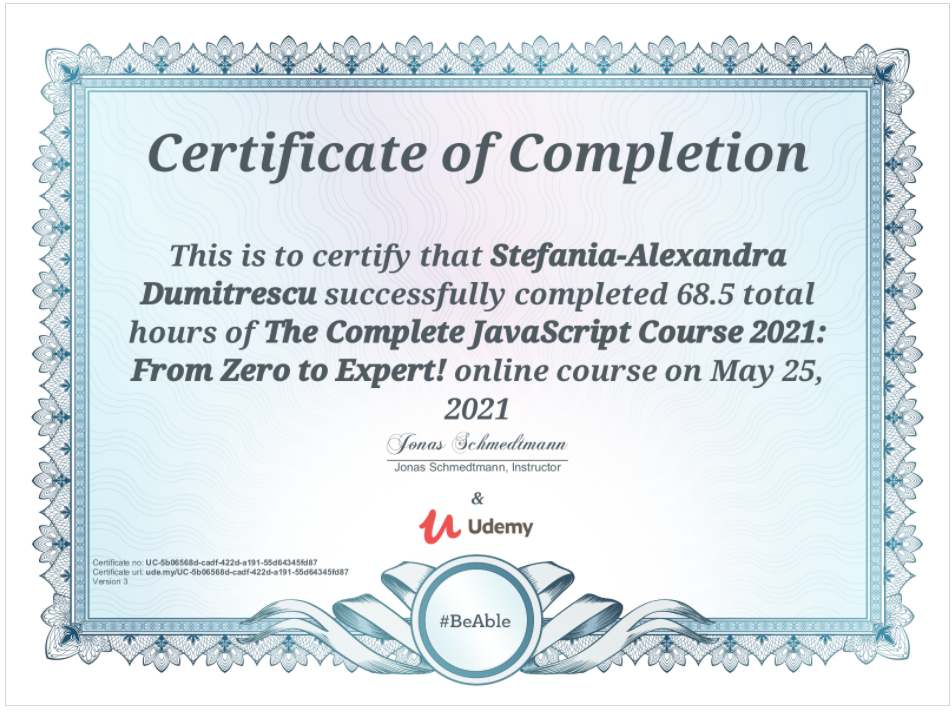 Certificate of Completion
This is to certify that Stefania-Alexandra
Dumitrescu successfully completed 68.5 total
hours of The Complete JavaScript Course 2021:
From Zero to Expert! online course on May 25,
2021
Jonas Schmedtmann
Jonas Schmedtmann, Instructor
&
Udemy
Certificate no: UC-5b06568d-cadf-422d-a191-55d64345fd87
Certificate url: ude.my/UC-5b06568d-cadf-422d-a191-55d64345fd87
Version 3
#BeAble